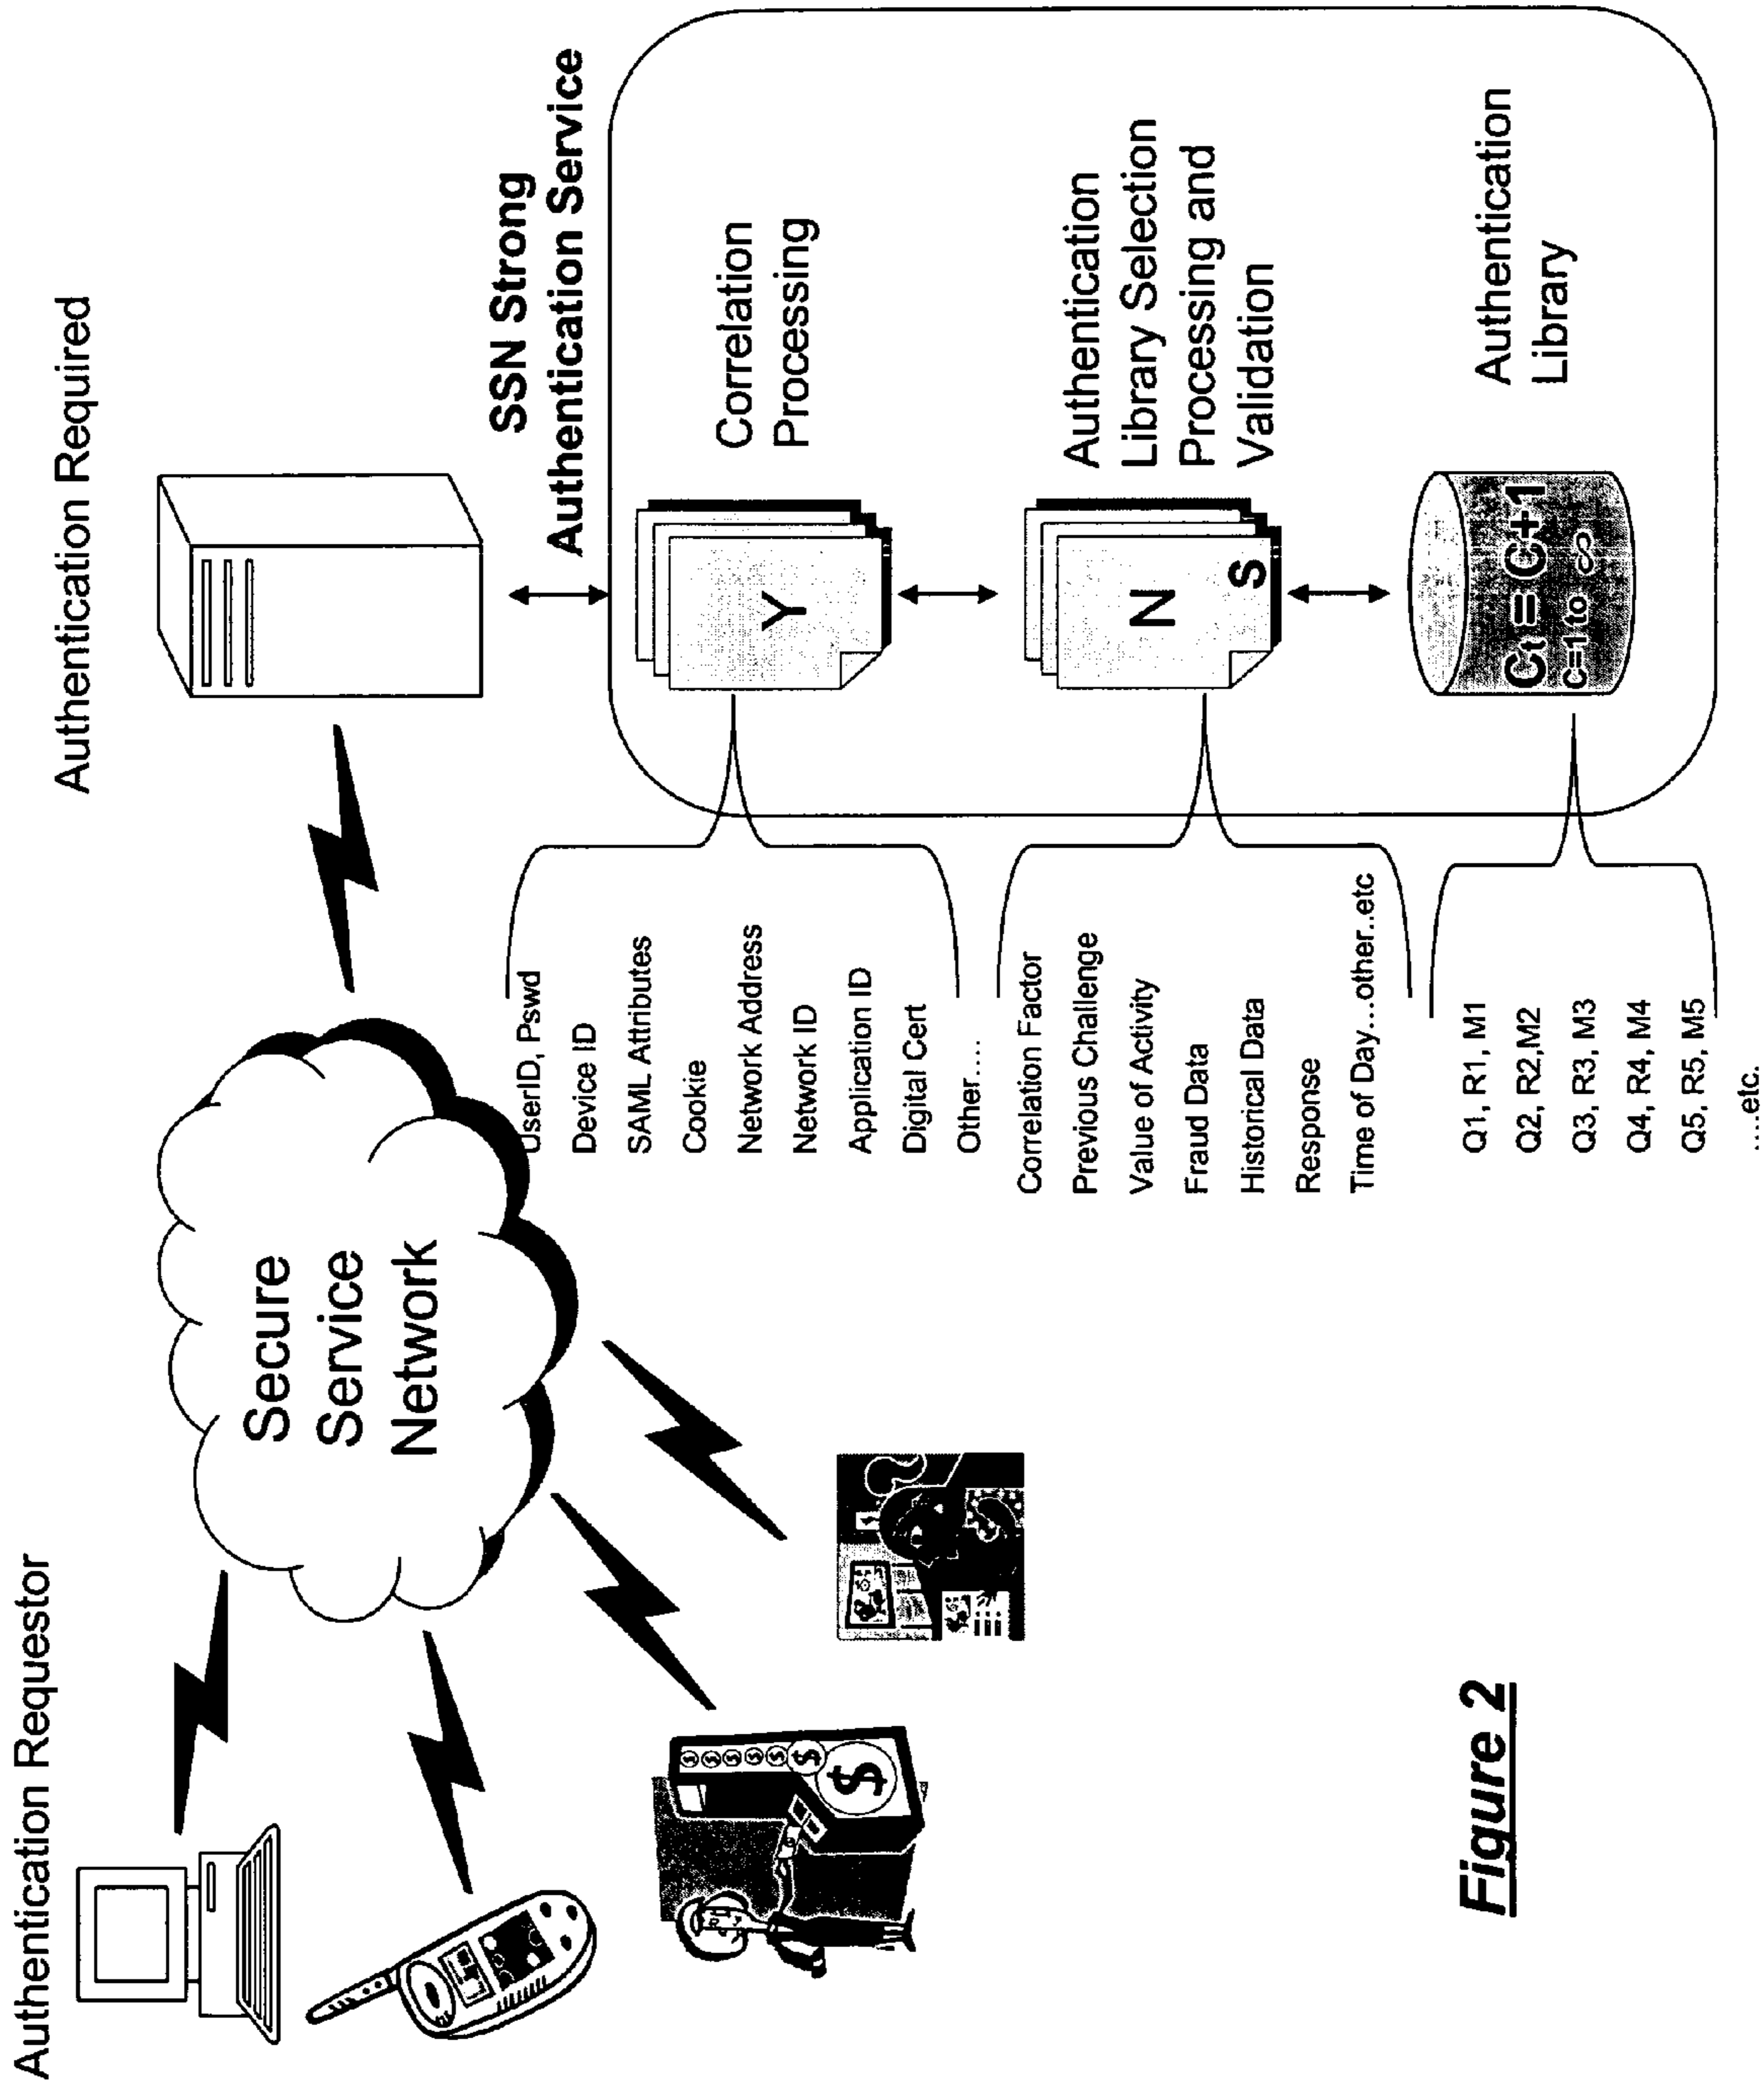 Authentication Requestor
Authentication Required
Secure
Service
Network
SSN Strong
Authentication Service
UserID, Pswd
Device ID
SAML Attributes
Cookie
Network Address
Network ID
Application ID
Digital Cert
Other....
Y
Correlation
Processing
Correlation Factor
Previous Challenge
Value of Activity
Fraud Data
Historical Data
Response
Time of Day...other..etc
N
S
Authentication
Library Selection
Processing and
Validation
Q1, R1, M1
Q2, R2,M2
Q3, R3, M3
Q4, R4, M4
Q5, R5, M5
....etc.
Ct = C+1
C=1 to ∞
Authentication
Library
$
$
$
$
$
$
$
Figure 2